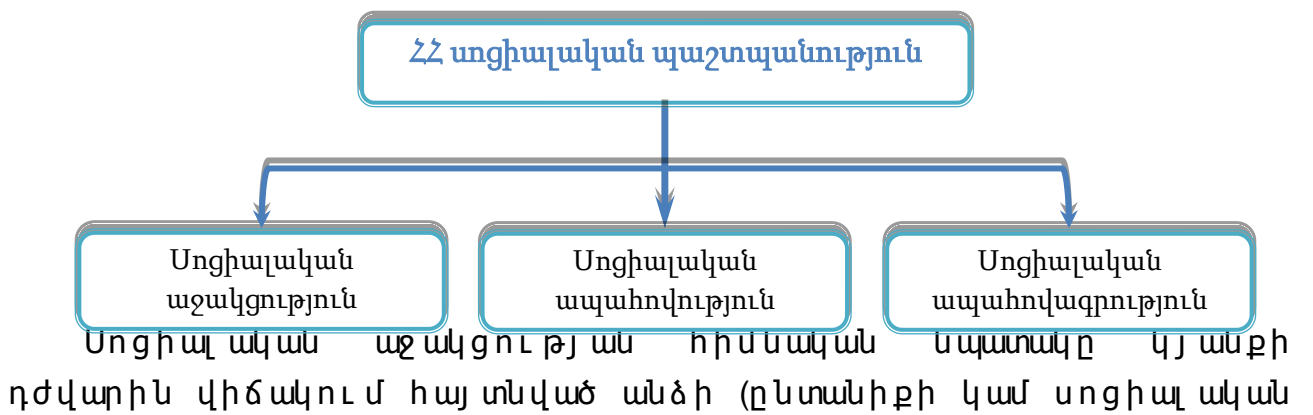 ՀՀ սոցիալական պաշտպանություն
Սոցիալական
աջակցություն
Սոցիալական
ապահովություն
Սոցիալական
ապահովագրություն
Սոցիալական աջակցության հիմնական նպատակը կյանքի
դժվարին վիճակում հայտնված անձի (ընտանիքի կամ սոցիալական